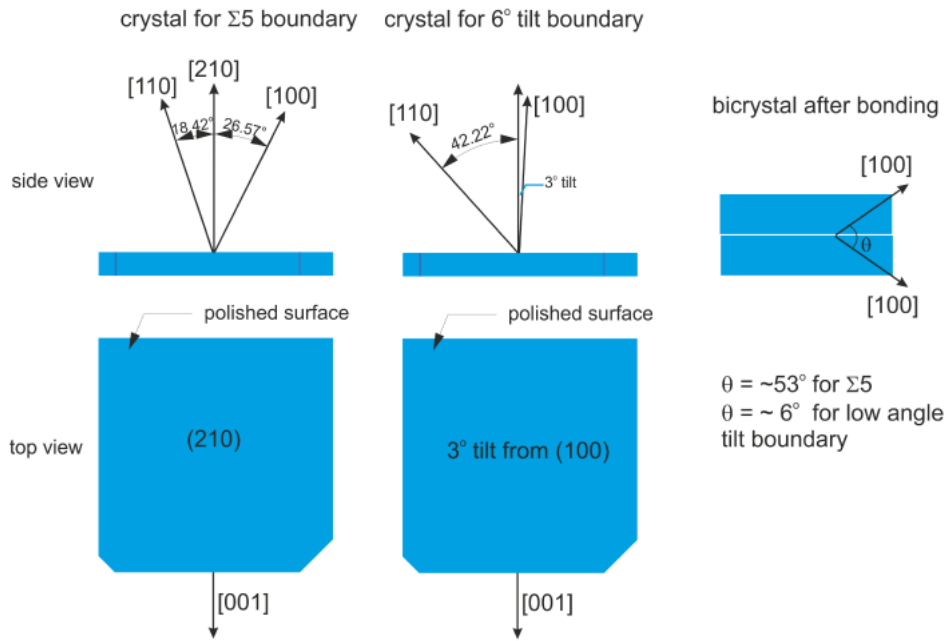 crystal for Σ5 boundary
crystal for 6° tilt boundary
[110]
[210]
[100]
18.42°
26.57°
side view
[110]
[100]
42.22°
3° tilt
bicrystal after bonding
[100]
θ
[100]
polished surface
polished surface
θ = ~53° for Σ5
θ = ~ 6° for low angle
tilt boundary
top view
(210)
3° tilt from (100)
[001]
[001]